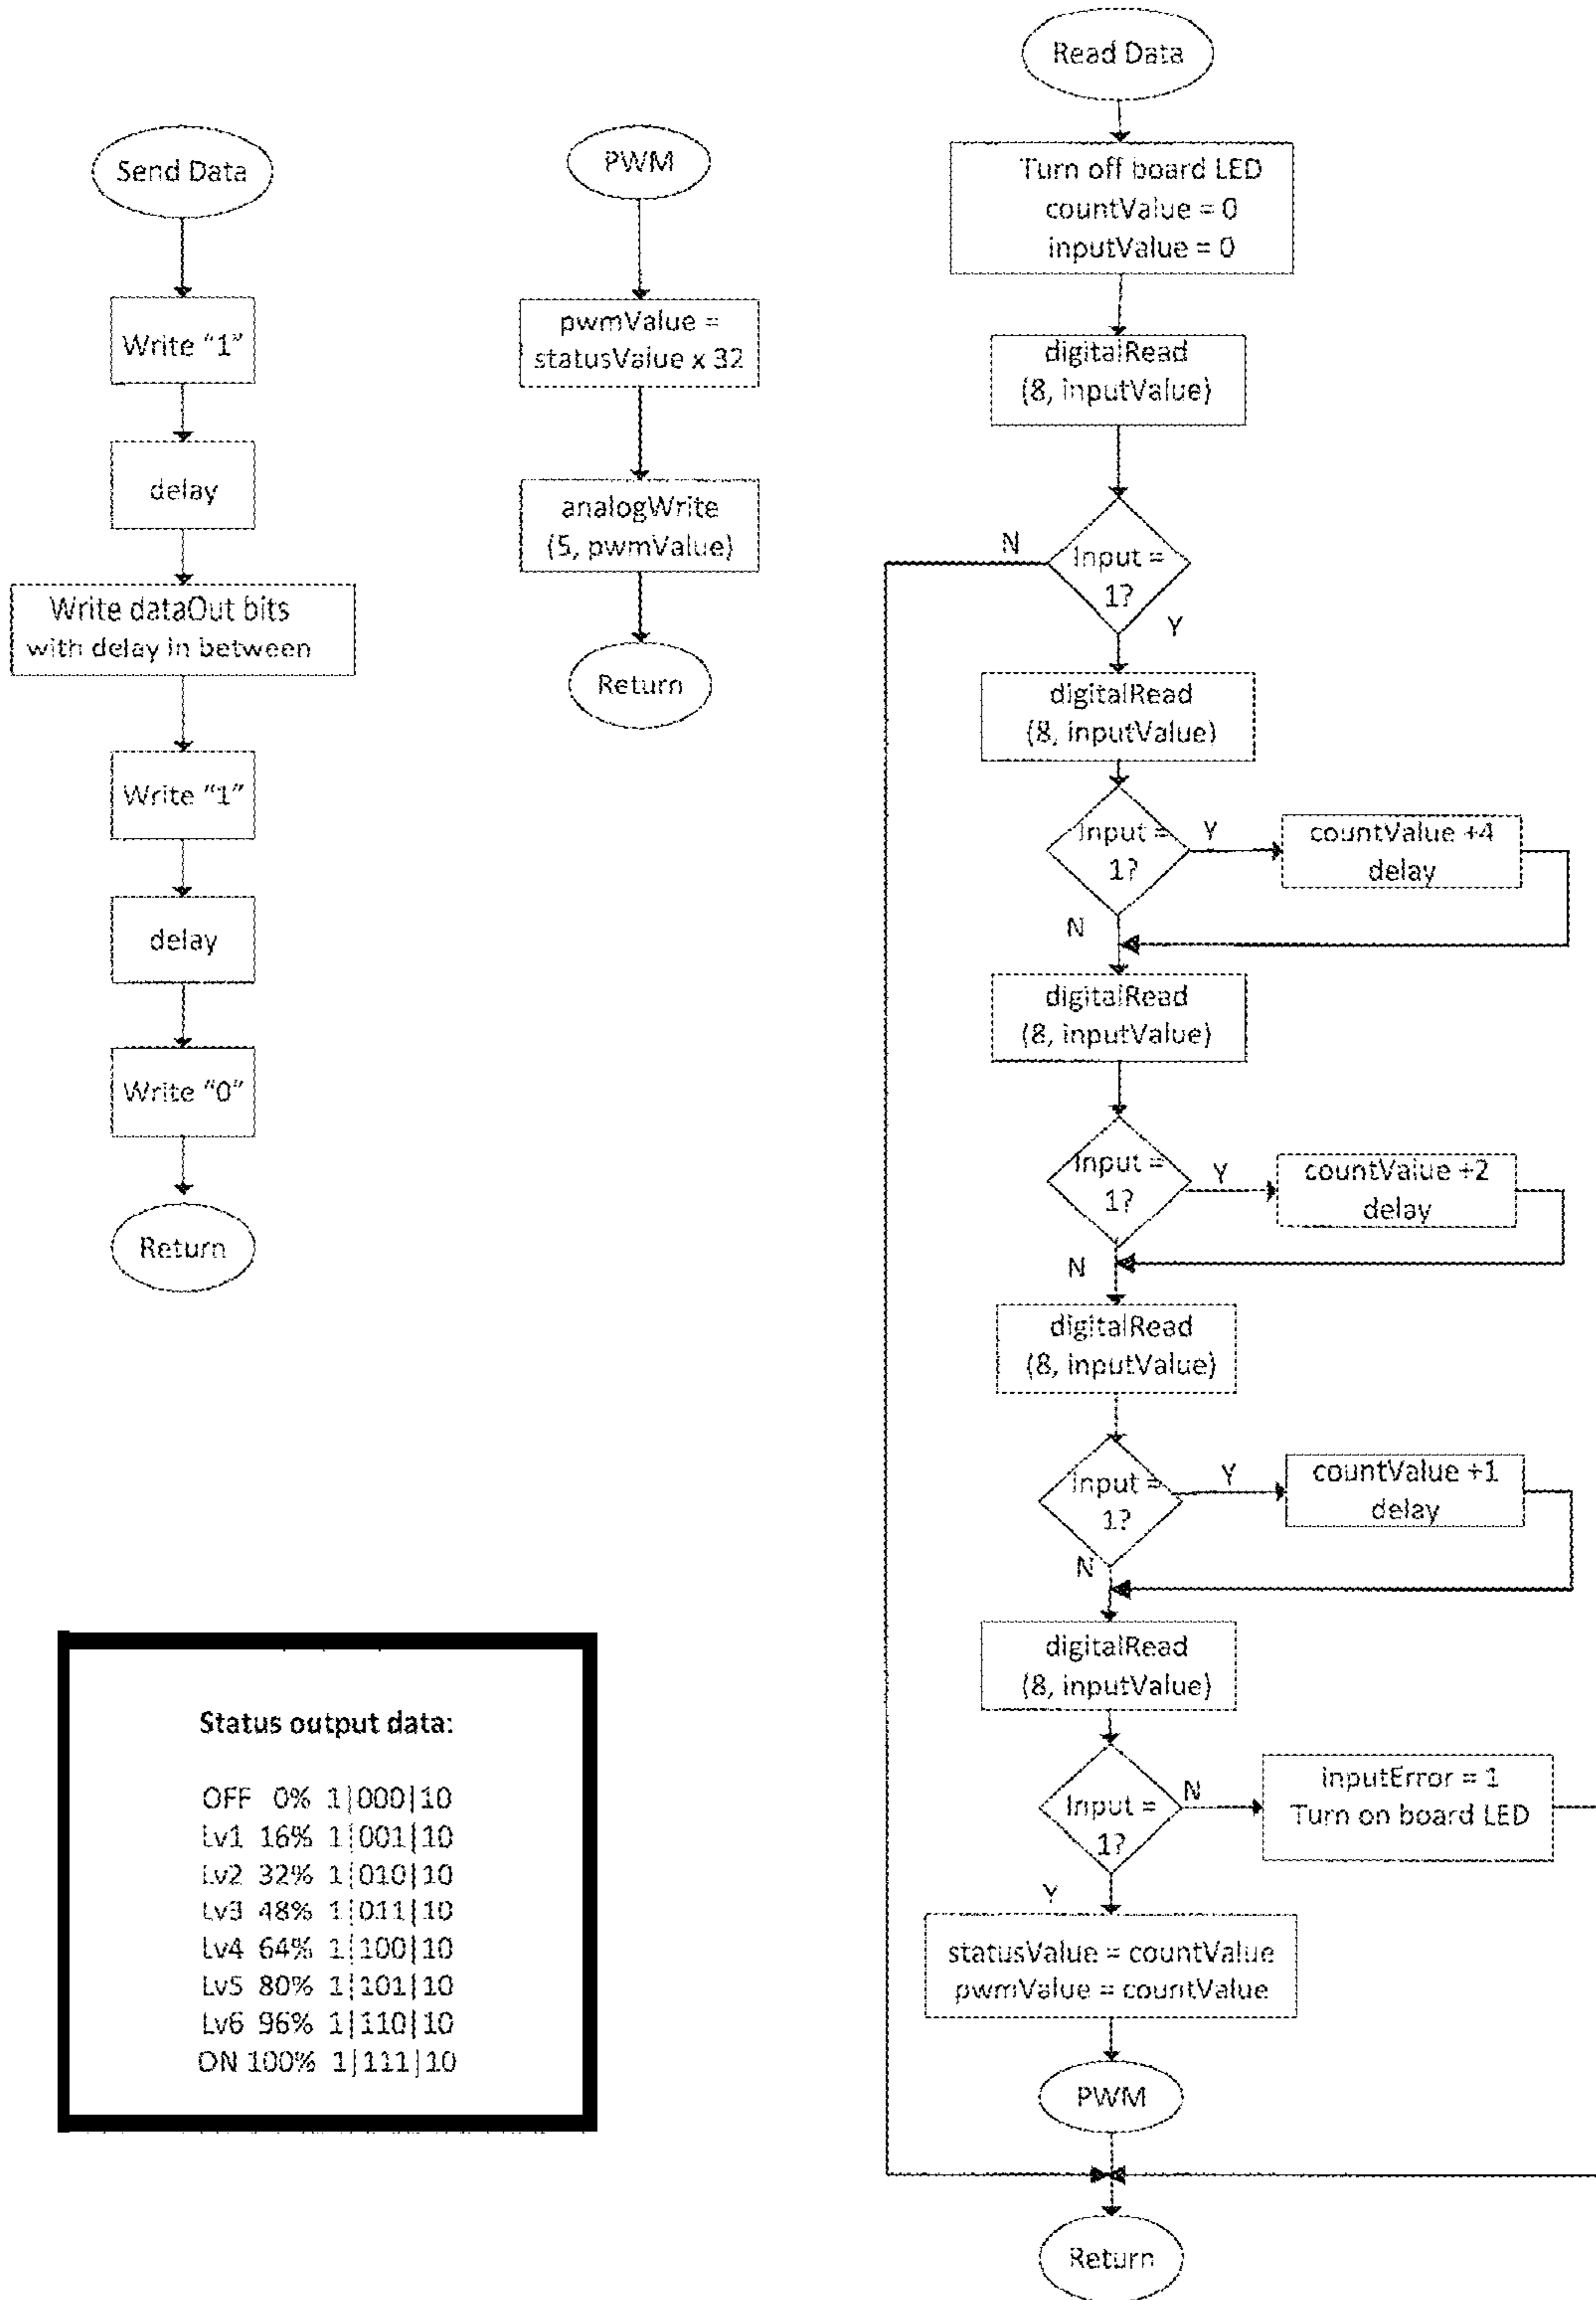 Send Data
Write "1"
delay
Write dataOut bits
with delay in between
Write "1"
delay
Write "0"
Return
PWM
pwmValue =
statusValue x 32
analogWrite
(5, pwmValue)
Return
Read Data
Turn off board LED
countValue = 0
inputValue = 0
digitalRead
(8, inputValue)
N
Input =
1?
Y
digitalRead
(8, inputValue)
Input =
1?
Y
countValue +4
delay
N
digitalRead
(8, inputValue)
Input =
1?
Y
countValue +2
delay
N
digitalRead
(8, inputValue)
Input =
1?
Y
countValue +1
delay
N
digitalRead
(8, inputValue)
Input =
1?
N
inputError = 1
Turn on board LED
Y
statusValue = countValue
pwmValue = countValue
PWM
Return
Status output data:
OFF 0% 1|000|10
Lv1 16% 1|001|10
Lv2 32% 1|010|10
Lv3 48% 1|011|10
Lv4 64% 1|100|10
Lv5 80% 1|101|10
Lv6 96% 1|110|10
ON 100% 1|111|10